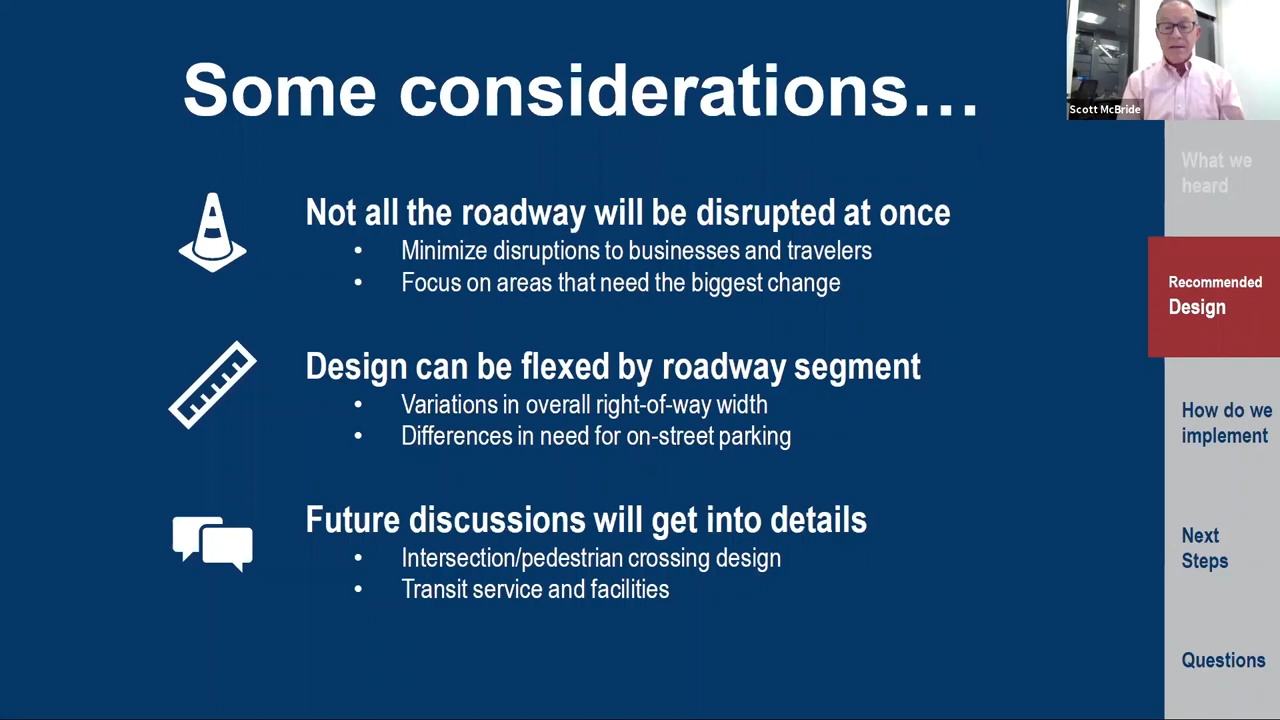 Some considerations…
Scott McBride
Not all the roadway will be disrupted at once
• Minimize disruptions to businesses and travelers
• Focus on areas that need the biggest change
Design can be flexed by roadway segment
• Variations in overall right-of-way width
• Differences in need for on-street parking
Future discussions will get into details
• Intersection/pedestrian crossing design
• Transit service and facilities
What we
heard
Recommended
Design
How do we
implement
Next
Steps
Questions